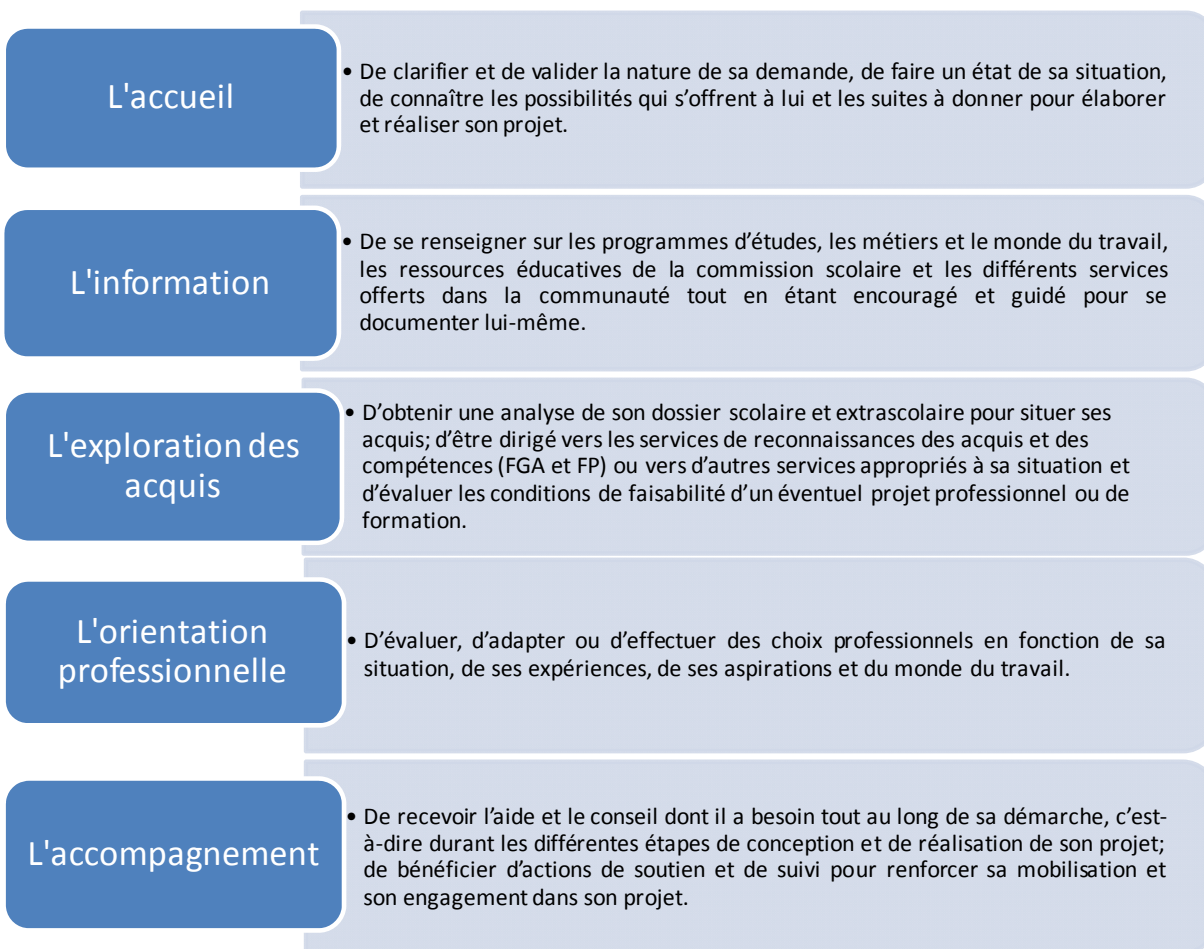 L'accueil
• De clarifier et de valider la nature de sa demande, de faire un état de sa situation,
de connaître les possibilités qui s’offrent à lui et les suites à donner pour élaborer
et réaliser son projet.
L'information
• De se renseigner sur les programmes d’études, les métiers et le monde du travail,
les ressources éducatives de la commission scolaire et les différents services
offerts dans la communauté tout en étant encouragé et guidé pour se
documenter lui-même.
L'exploration des
acquis
• D’obtenir une analyse de son dossier scolaire et extrascolaire pour situer ses
acquis; d’être dirigé vers les services de reconnaissances des acquis et des
compétences (FGA et FP) ou vers d’autres services appropriés à sa situation et
d’évaluer les conditions de faisabilité d’un éventuel projet professionnel ou de
formation.
L'orientation
professionnelle
• D’évaluer, d’adapter ou d’effectuer des choix professionnels en fonction de sa
situation, de ses expériences, de ses aspirations et du monde du travail.
L'accompagnement
• De recevoir l’aide et le conseil dont il a besoin tout au long de sa démarche, c’est-
à-dire durant les différentes étapes de conception et de réalisation de son projet;
de bénéficier d’actions de soutien et de suivi pour renforcer sa mobilisation et
son engagement dans son projet.